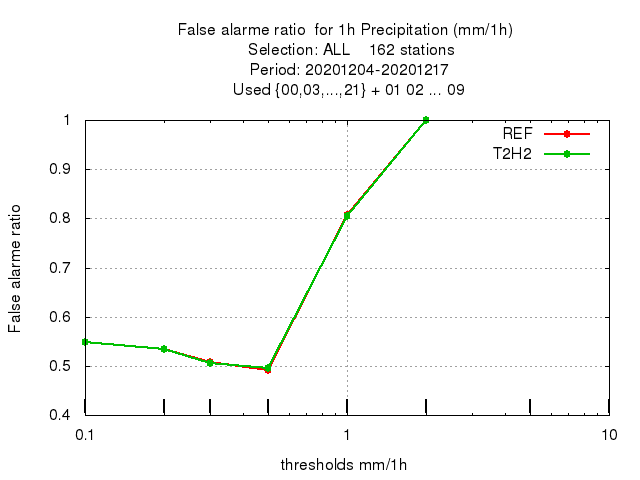 False alarme ratio  for 1h Precipitation (mm/1h)
Selection: ALL    162 stations
Period: 20201204-20201217
Used {00,03,...,21} + 01 02 ... 09
REF
T2H2
False alarme ratio
1
0.9
0.8
0.7
0.6
0.5
0.4
0.1 1 10
thresholds mm/1h